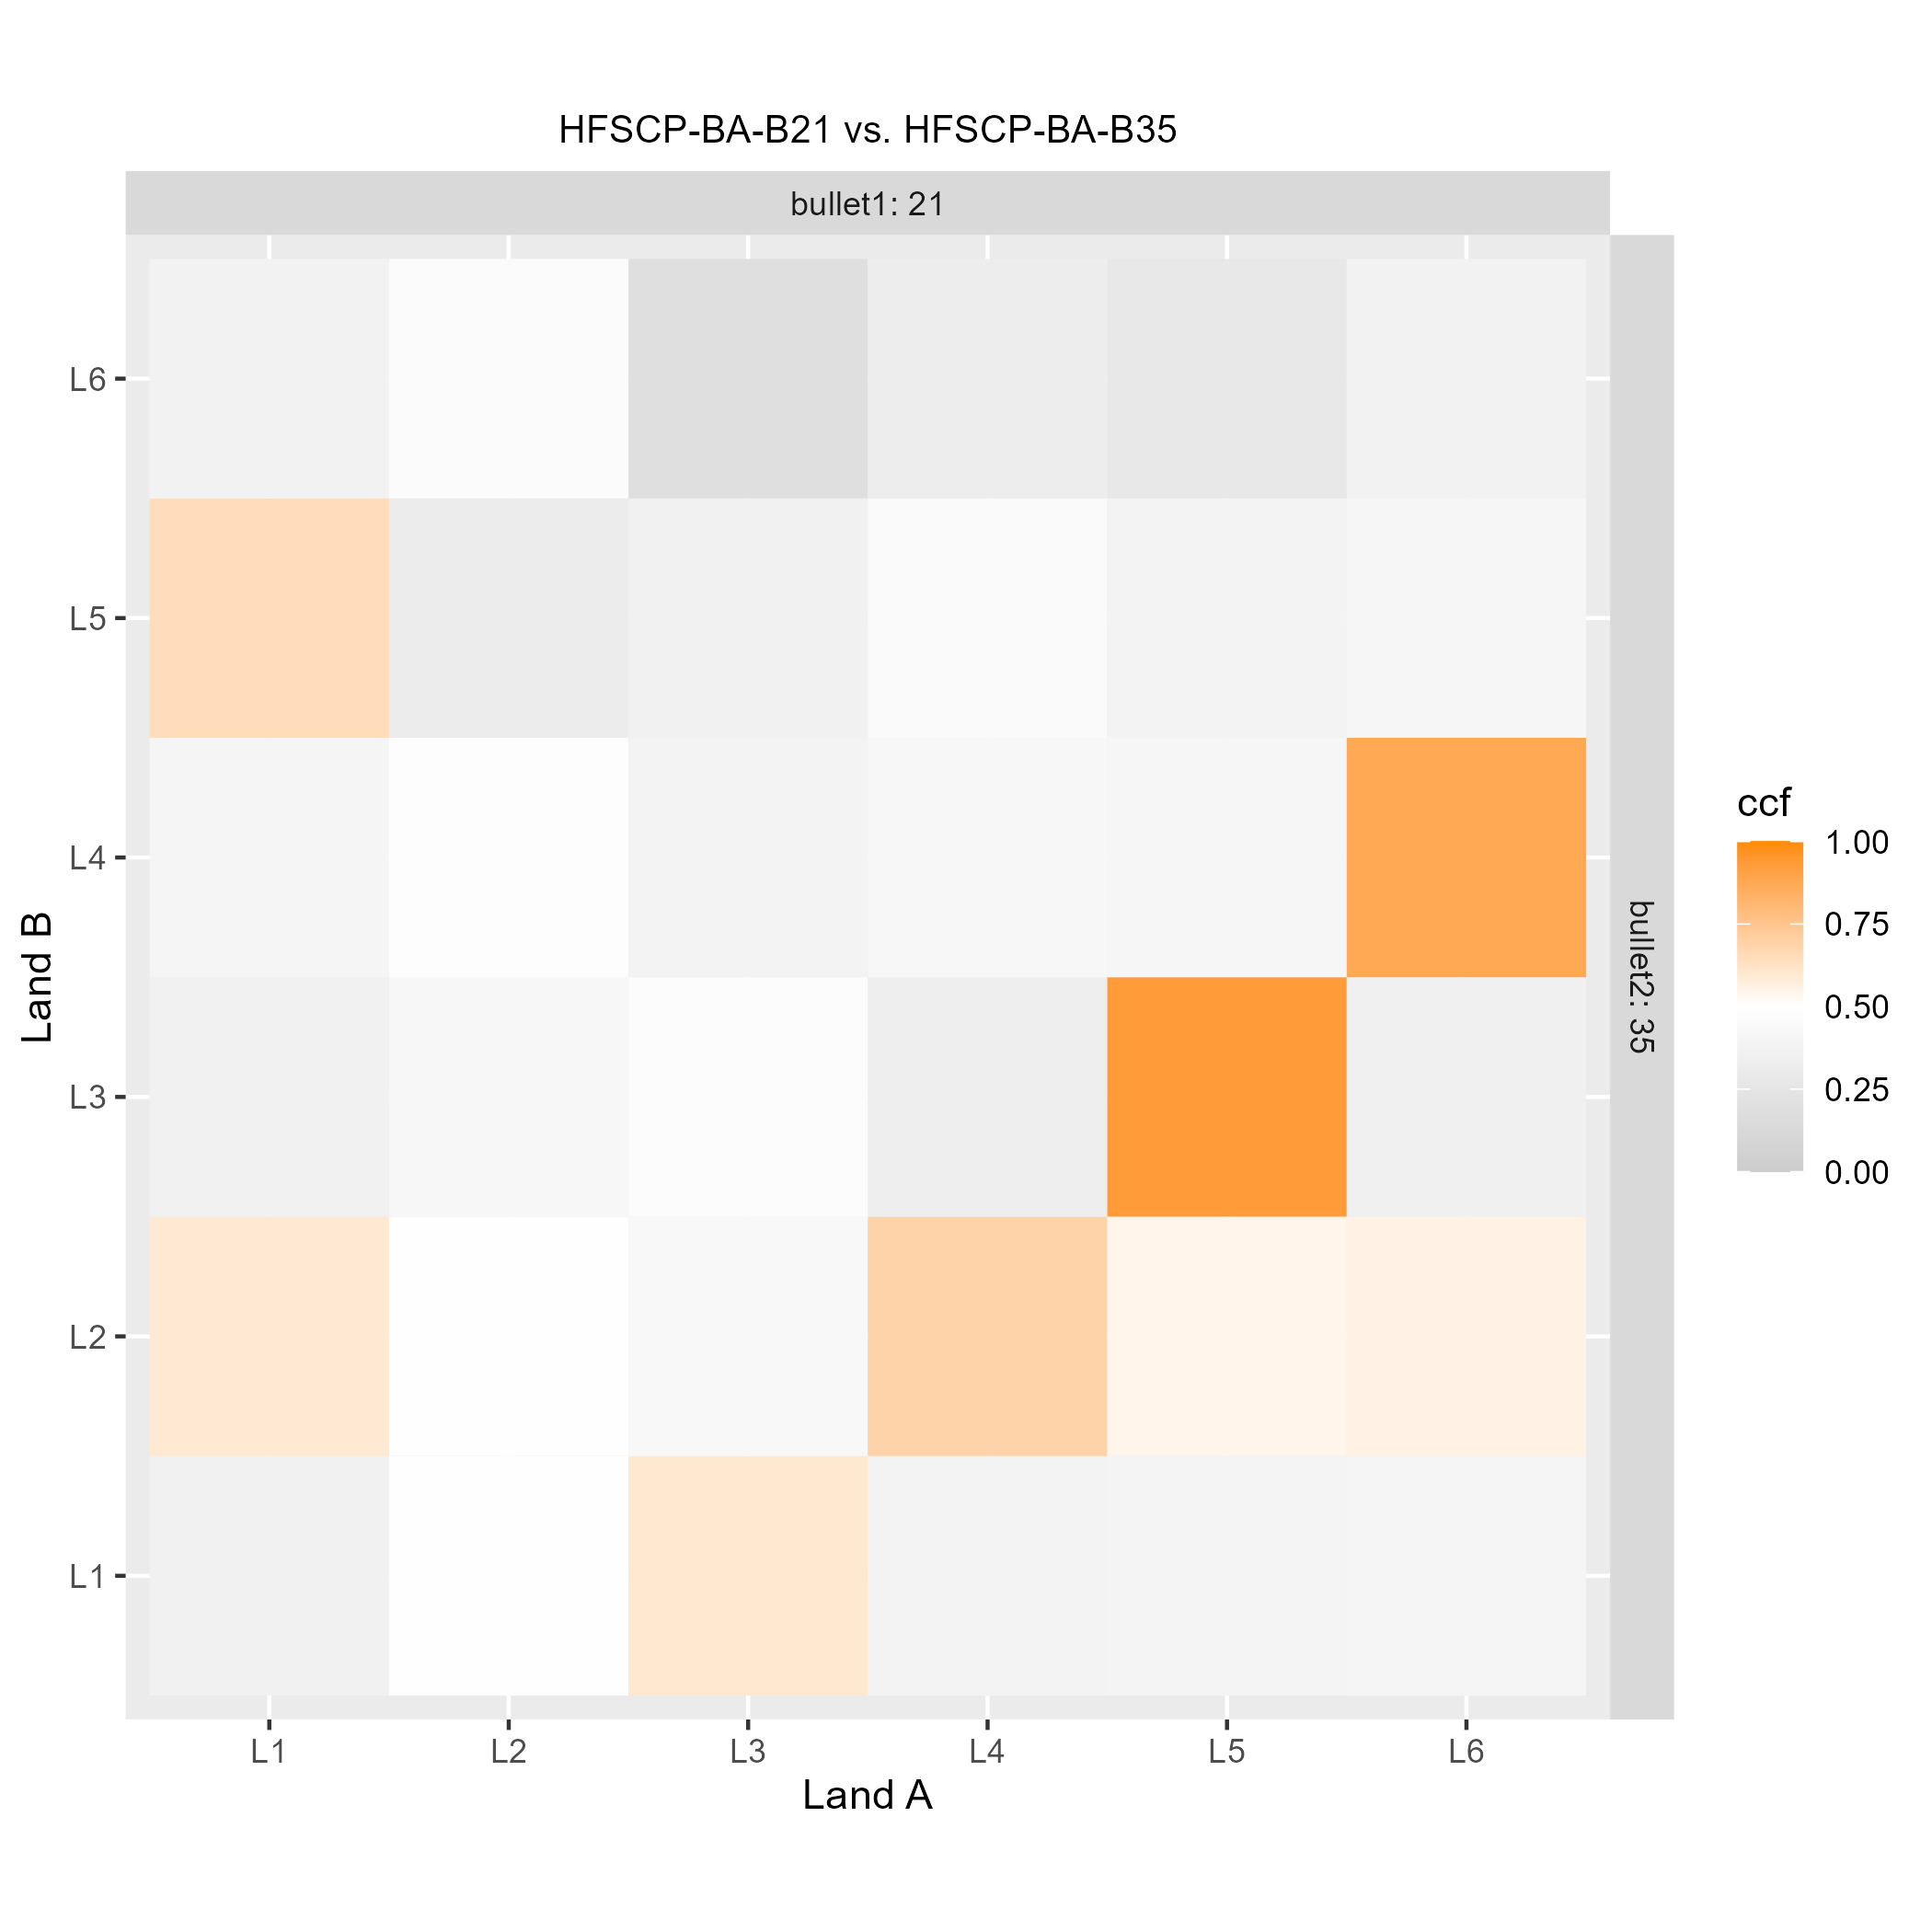 HFSCP-BA-B21 vs. HFSCP-BA-B35
bullet1: 21
L6
L5
L4
L3
L2
L1
Land B
bullet2: 35
ccf
1.00
0.75
0.50
0.25
0.00
L1 L2 L3 L4 L5 L6
Land A